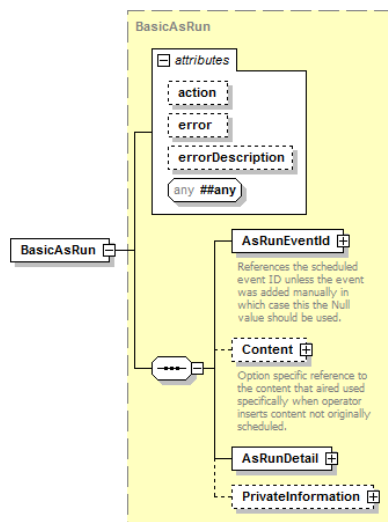 BasicAsRun
attributes
action
error
errorDescription
any ##any
BasicAsRun
AsRunEventId
References the scheduled
event ID unless the event
was added manually in
which case this the Null
value should be used.
Content
Option specific reference to
the content that aired used
specifically when operator
inserts content not originally
scheduled.
AsRunDetail
PrivateInformation